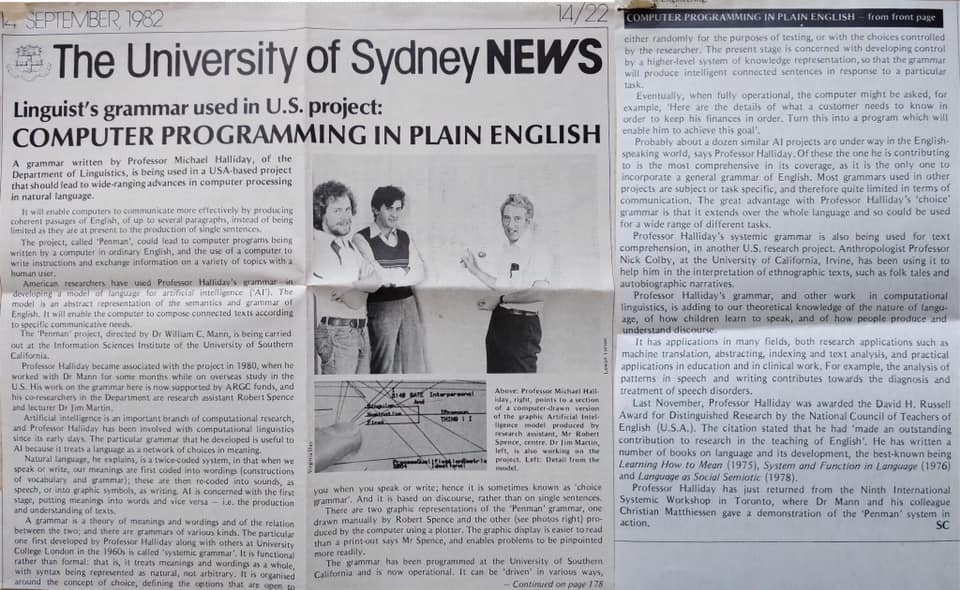 14 SEPTEMBER, 1982
14/22
The University of Sydney NEWS
Linguist's grammar used in U.S. project:
COMPUTER PROGRAMMING IN PLAIN ENGLISH
A grammar written by Professor Michael Halliday, of the
Department of Linguistics, is being used in a USA-based project
that should lead to wide-ranging advances in computer processing
in natural language.
It will enable computers to communicate more effectively by producing
coherent passages of English, of up to several paragraphs, instead of being
limited as they are at present to the production of single sentences.
The project, called 'Penman', could lead to computer programs being
written by a computer in ordinary English, and the use of a computer to
write instructions and exchange information on a variety of topics with a
human user.
American researchers have used Professor Halliday's grammar in
developing a model of language for artificial intelligence ('AI'). The
model is an abstract representation of the semantics and grammar of
English. It will enable the computer to compose connected texts according
to specific communicative needs.
The 'Penman' project, directed by Dr William C. Mann, is being carried
out at the Information Sciences Institute of the University of Southern
California.
Professor Halliday became associated with the project in 1980, when he
worked with Dr Mann for some months while on overseas study in the
U.S. His work on the grammar here is now supported by ARGC funds, and
his co-researchers in the Department are research assistant Robert Spence
and lecturer Dr Jim Martin.
Artificial intelligence is an important branch of computational research,
and Professor Halliday has been involved with computational linguistics
since its early days. The particular grammar that he developed is useful to
AI because it treats a language as a network of choices in meaning.
Natural language, he explains, is a twice-coded system, in that when we
speak or write, our meanings are first coded into wordings (constructions
of vocabulary and grammar); these are then re-coded into sounds, as
speech, or into graphic symbols, as writing. AI is concerned with the first
stage, putting meanings into words and vice versa — i.e. the production
and understanding of texts.
A grammar is a theory of meanings and wordings and of the relation
between the two; and there are grammars of various kinds. The particular
one first developed by Professor Halliday along with others at University
College London in the 1960s is called 'systemic grammar'. It is functional
rather than formal: that is, it treats meanings and wordings as a whole,
with syntax being represented as natural, not arbitrary. It is organised
around the concept of choice, defining the options that are open to
Above: Professor Michael Hall-
iday, right, points to a section
of a computer-drawn version
of the graphic Artificial Intel-
ligence model produced by
research assistant, Mr Robert
Spence, centre. Dr Jim Martin,
left, is also working on the
project. Left: Detail from the
model.
you when you speak or write; hence it is sometimes known as 'choice
grammar'. And it is based on discourse, rather than on single sentences.
There are two graphic representations of the 'Penman' grammar, one
drawn manually by Robert Spence and the other (see photos right) pro-
duced by the computer using a plotter. The graphic display is easier to read
than a print-out says Mr Spence, and enables problems to be pinpointed
more readily.
The grammar has been programmed at the University of Southern
California and is now operational. It can be 'driven' in various ways,
— Continued on page 178
COMPUTER PROGRAMMING IN PLAIN ENGLISH — from front page
either randomly for the purposes of testing, or with the choices controlled
by the researcher. The present stage is concerned with developing control
by a higher-level system of knowledge representation, so that the grammar
will produce intelligent connected sentences in response to a particular
task.
Eventually, when fully operational, the computer might be asked, for
example, 'Here are the details of what a customer needs to know in
order to keep his finances in order. Turn this into a program which will
enable him to achieve this goal'.
Probably about a dozen similar AI projects are under way in the English-
speaking world, says Professor Halliday. Of these the one he is contributing
to is the most comprehensive in its coverage, as it is the only one to
incorporate a general grammar of English. Most grammars used in other
projects are subject or task specific, and therefore quite limited in terms of
communication. The great advantage with Professor Halliday's 'choice'
grammar is that it extends over the whole language and so could be used
for a wide range of different tasks.
Professor Halliday's systemic grammar is also being used for text
comprehension, in another U.S. research project. Anthropologist Professor
Nick Colby, at the University of California, Irvine, has been using it to
help him in the interpretation of ethnographic texts, such as folk tales and
autobiographic narratives.
Professor Halliday's grammar, and other work in computational
linguistics, is adding to our theoretical knowledge of the nature of langu-
age, of how children learn to speak, and of how people produce and
understand discourse.
It has applications in many fields, both research applications such as
machine translation, abstracting, indexing and text analysis, and practical
applications in education and in clinical work. For example, the analysis of
patterns in speech and writing contributes towards the diagnosis and
treatment of speech disorders.
Last November, Professor Halliday was awarded the David H. Russell
Award for Distinguished Research by the National Council of Teachers of
English (U.S.A.). The citation stated that he had 'made an outstanding
contribution to research in the teaching of English'. He has written a
number of books on language and its development, the best-known being
Learning How to Mean (1975), System and Function in Language (1976)
and Language as Social Semiotic (1978).
Professor Halliday has just returned from the Ninth International
Systemic Workshop in Toronto, where Dr Mann and his colleague
Christian Matthiessen gave a demonstration of the 'Penman' system in
action.
SC